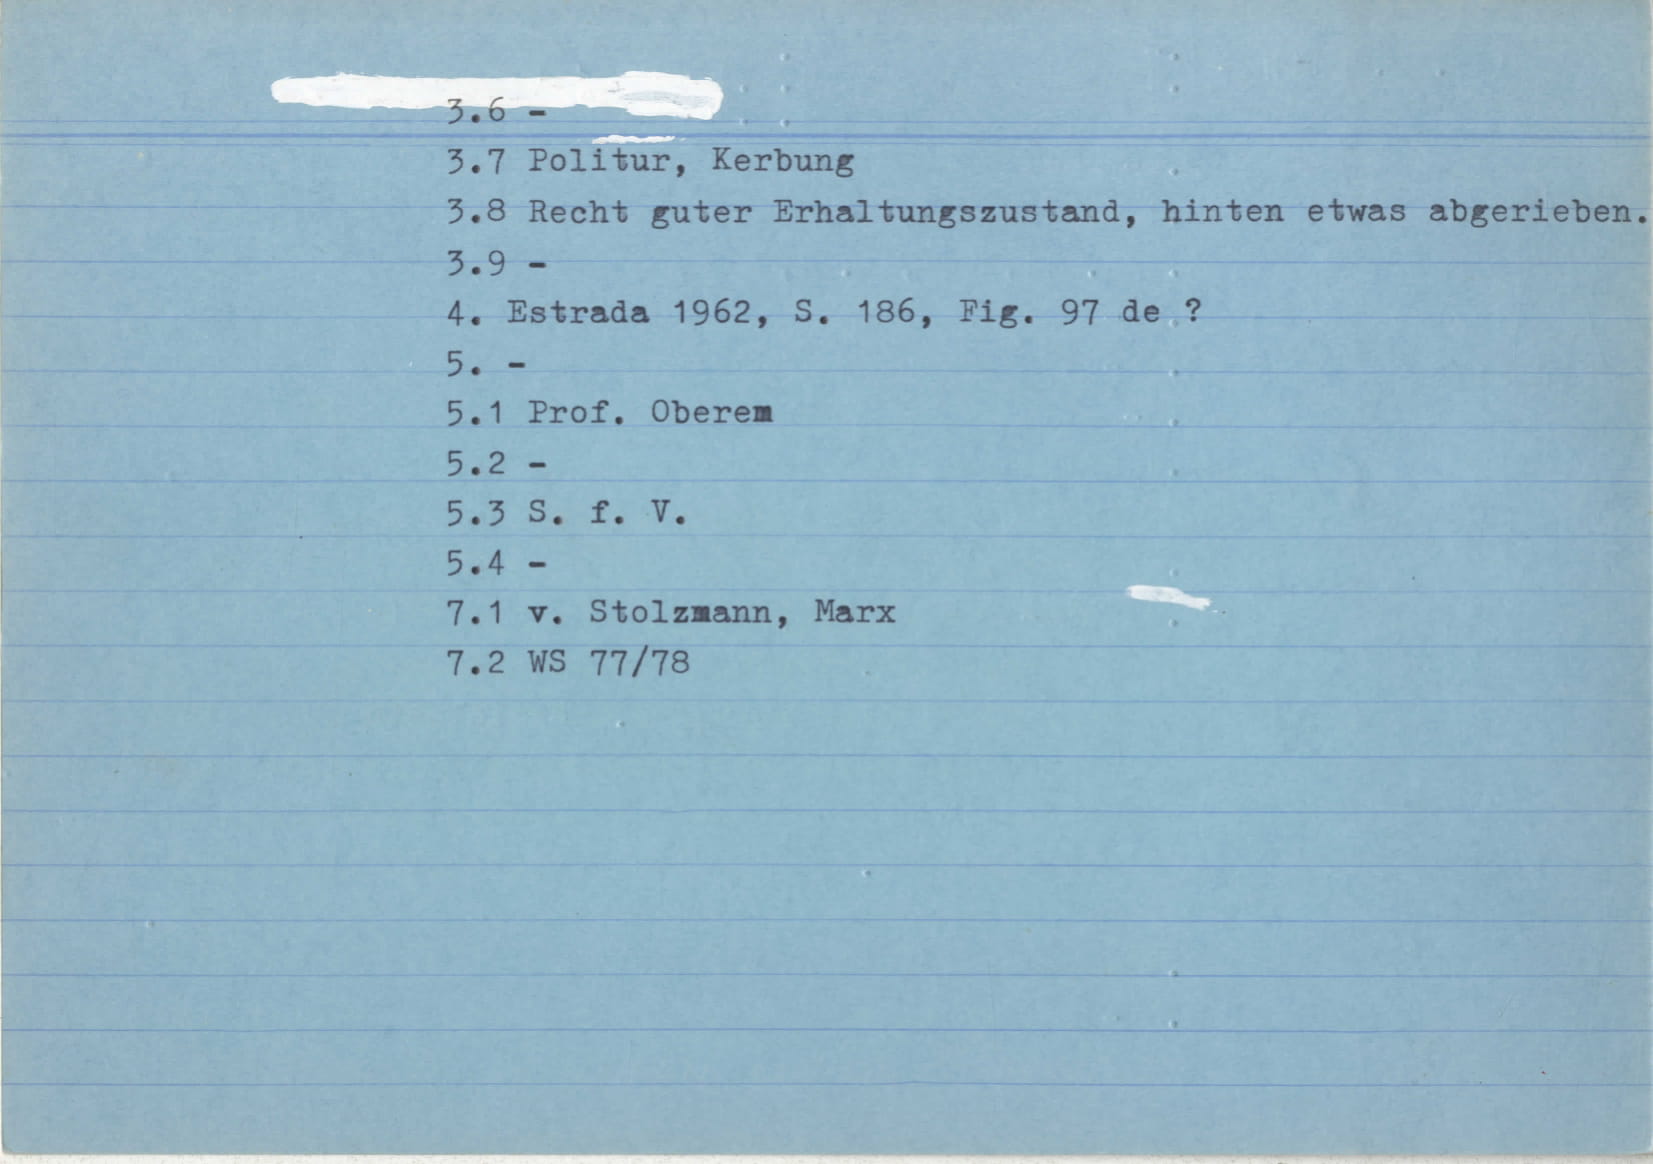 3.6 -
3.7 Politur, Kerbung
3.8 Recht guter Erhaltungszustand, hinten etwas abgerieben.
3.9 -
4. Estrada 1962, S. 186, Fig. 97 de ?
5. -
5.1 Prof. Oberem
5.2 -
5.3 S. f. V.
5.4 -
7.1 v. Stolzmann, Marx
7.2 WS 77/78